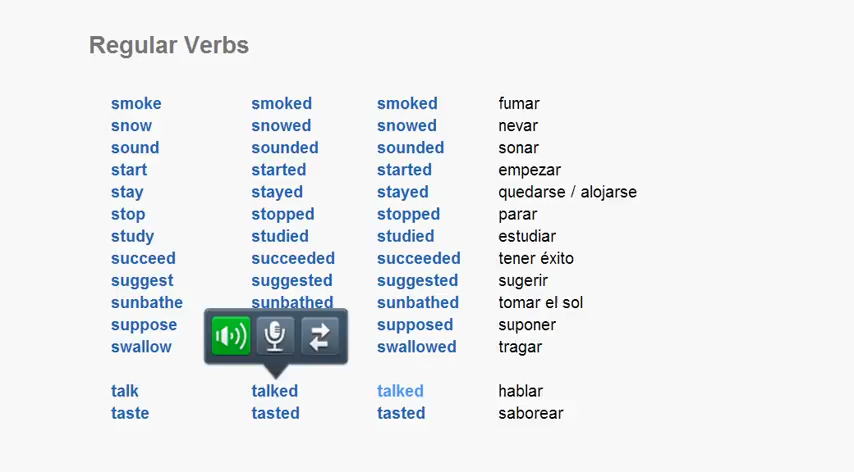 Regular Verbs
smoke smoked smoked fumar
snow snowed snowed nevar
sound sounded sounded sonar
start started started empezar
stay stayed stayed quedarse / alojarse
stop stopped stopped parar
study studied studied estudiar
succeed succeeded succeeded tener éxito
suggest suggested suggested sugerir
sunbathe sunbathed sunbathed tomar el sol
suppose supposed suponer
swallow swallowed tragar
talk talked talked hablar
taste tasted tasted saborear